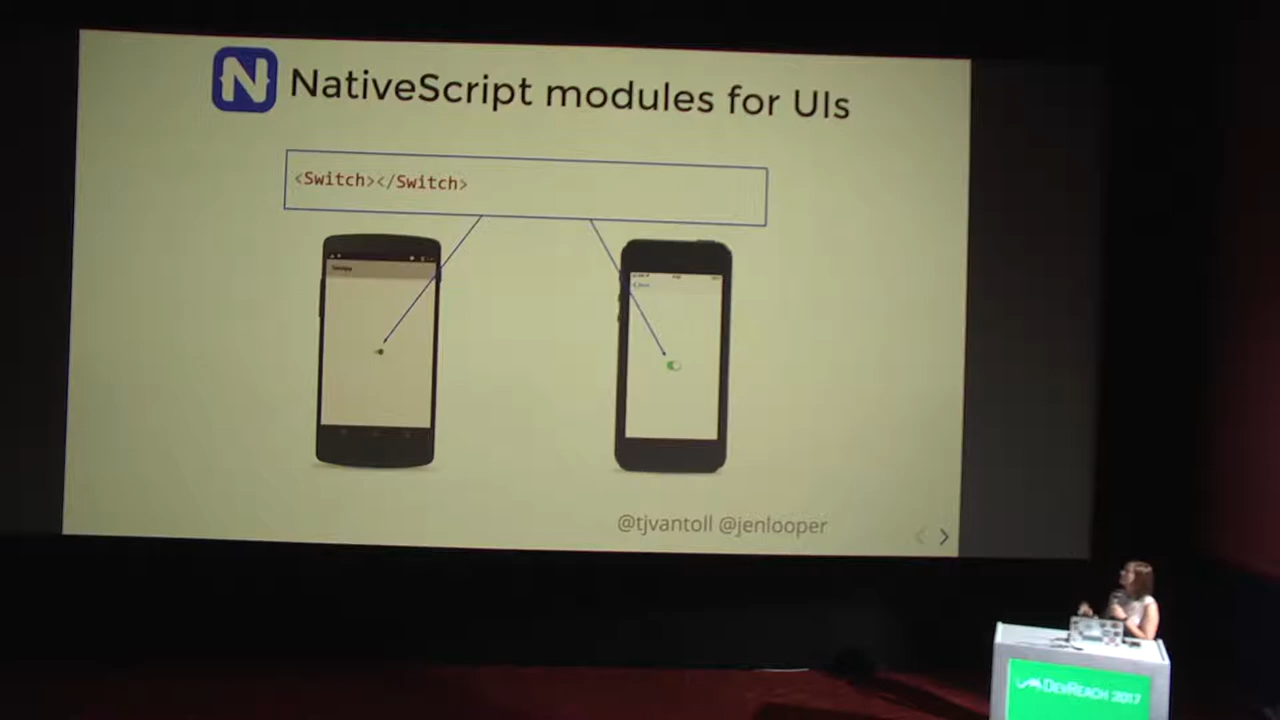 NativeScript modules for UIs
<Switch></Switch>
@tjvantoll @jenlooper
DEVREACH 2017